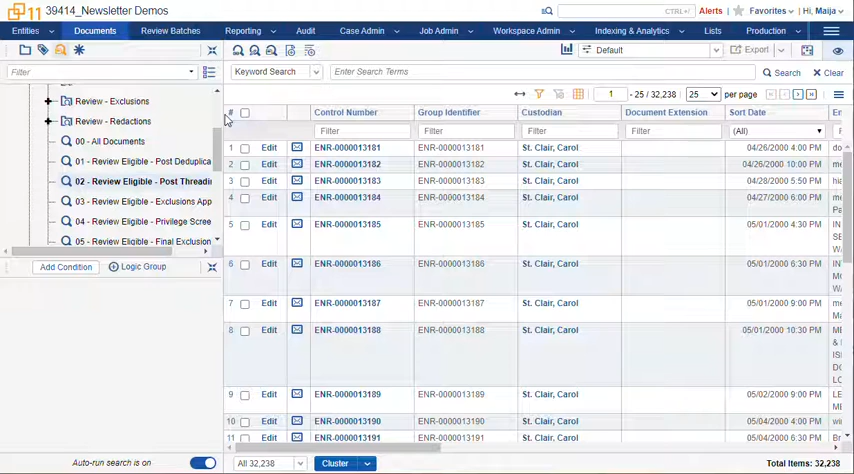 11 39414_Newsletter Demos CTRL+/ Alerts Favorites Hi, Maija
Entities Documents Review Batches Reporting Audit Case Admin Job Admin Workspace Admin Indexing & Analytics Lists Production
Default Export
Filter Keyword Search Enter Search Terms Search Clear
Review - Exclusions
Review - Redactions
00 - All Documents
01 - Review Eligible - Post Deduplica
02 - Review Eligible - Post Threadin
03 - Review Eligible - Exclusions App
04 - Review Eligible - Privilege Scree
05 - Review Eligible - Final Exclusion
Add Condition Logic Group
Auto-run search is on
1 - 25 / 32,238 25 per page
# Control Number Group Identifier Custodian Document Extension Sort Date
Filter Filter Filter Filter (All)
1 Edit ENR-0000013181 ENR-0000013181 St. Clair, Carol 04/26/2000 4:00 PM
2 Edit ENR-0000013182 ENR-0000013182 St. Clair, Carol 04/26/2000 10:00 PM
3 Edit ENR-0000013183 ENR-0000013183 St. Clair, Carol 04/28/2000 5:50 PM
4 Edit ENR-0000013184 ENR-0000013184 St. Clair, Carol 04/27/2000 6:00 PM
5 Edit ENR-0000013185 ENR-0000013185 St. Clair, Carol 05/01/2000 4:30 PM
6 Edit ENR-0000013186 ENR-0000013186 St. Clair, Carol 05/01/2000 6:30 PM
7 Edit ENR-0000013187 ENR-0000013187 St. Clair, Carol 05/01/2000 9:00 PM
8 Edit ENR-0000013188 ENR-0000013188 St. Clair, Carol 05/01/2000 10:30 PM
9 Edit ENR-0000013189 ENR-0000013189 St. Clair, Carol 05/02/2000 9:00 PM
10 Edit ENR-0000013190 ENR-0000013190 St. Clair, Carol 05/04/2000 4:00 PM
11 Edit ENR-0000013191 ENR-0000013191 St. Clair, Carol 05/04/2000 6:30 PM
All 32,238 Cluster Total Items: 32,238